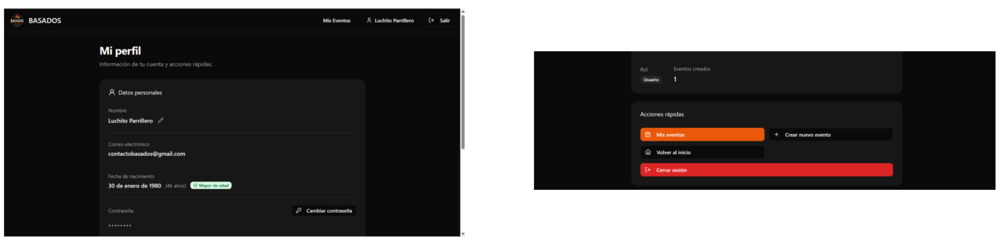 BASADOS
BASADOS
Mis Eventos
Luchito Parrillero
Salir
Mi perfil
Información de tu cuenta y acciones rápidas.
Datos personales
Nombre
Luchito Parrillero
Correo electrónico
contactobasados@gmail.com
Fecha de nacimiento
30 de enero de 1980 (46 años) Mayor de edad
Contraseña
Cambiar contraseña
••••••••
Rol
Eventos creados
Usuario
1
Acciones rápidas
Mis eventos
Crear nuevo evento
Volver al inicio
Cerrar sesión